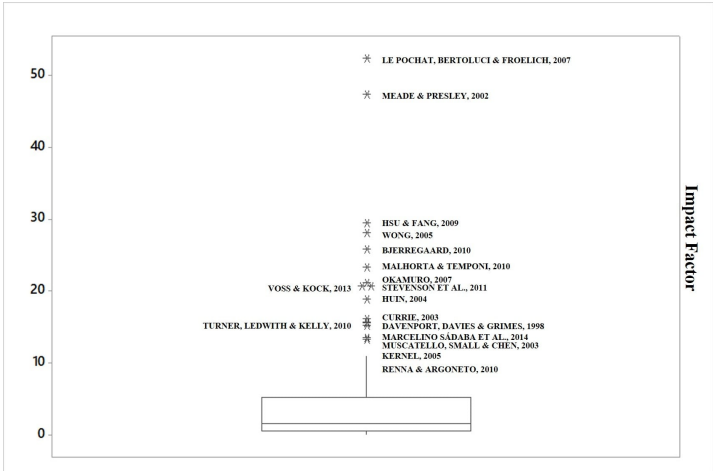 50
LE POCHAT, BERTOLUCI & FROELICH, 2007
MEADE & PRESLEY, 2002
40
30
HSU & FANG, 2009
WONG, 2005
BJERREGAARD, 2010
MALHORTA & TEMPONI, 2010
OKAMURO, 2007
20
VOSS & KOCK, 2013
STEVENSON ET AL., 2011
HUIN, 2004
CURRIE, 2003
TURNER, LEDWITH & KELLY, 2010
DAVENPORT, DAVIES & GRIMES, 1998
MARCELINO SÁDABA ET AL., 2014
MUSCATELLO, SMALL & CHEN, 2003
KERNEL, 2005
10
RENNA & ARGONETO, 2010
0
Impact Factor